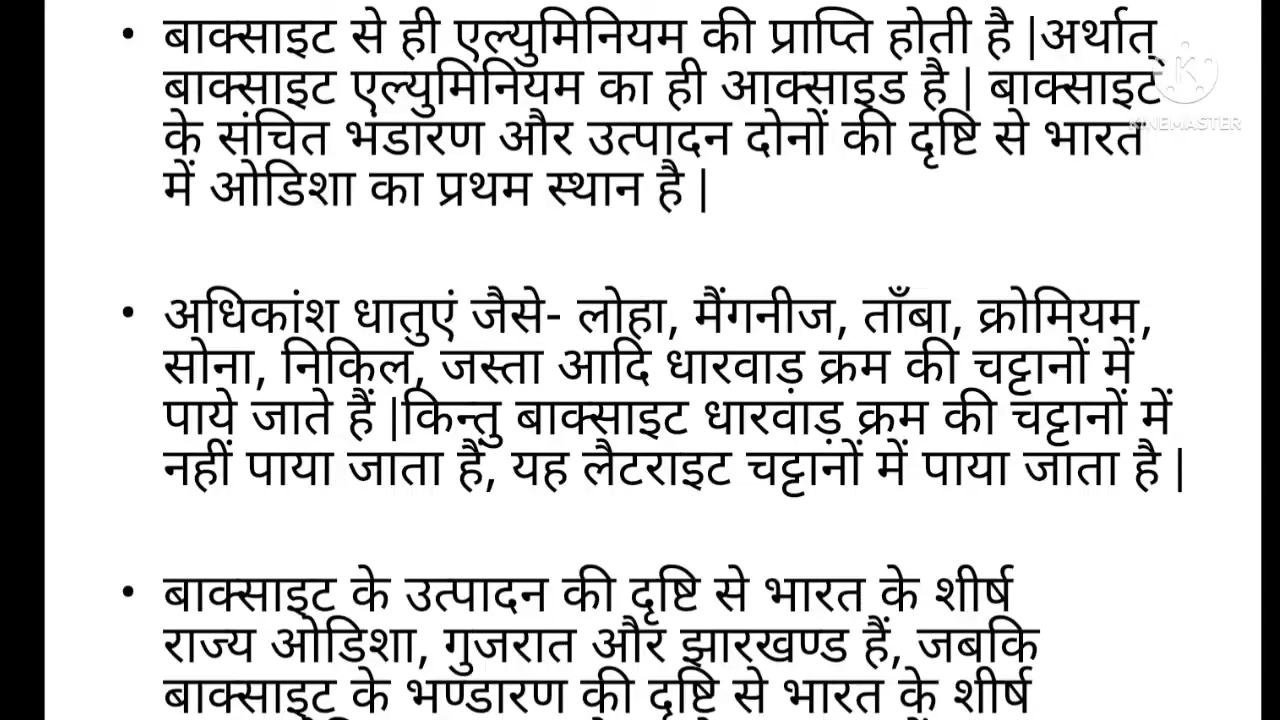 • बाक्साइट से ही एल्युमिनियम की प्राप्ति होती है |अर्थात्
बाक्साइट एल्युमिनियम का ही आक्साइड है | बाक्साइट
के संचित भंडारण और उत्पादन दोनों की दृष्टि से भारत
में ओडिशा का प्रथम स्थान है |
• अधिकांश धातुएं जैसे- लोहा, मैंगनीज, ताँबा, क्रोमियम,
सोना, निकिल, जस्ता आदि धारवाड़ क्रम की चट्टानों में
पाये जाते हैं |किन्तु बाक्साइट धारवाड़ क्रम की चट्टानों में
नहीं पाया जाता है, यह लैटराइट चट्टानों में पाया जाता है |
• बाक्साइट के उत्पादन की दृष्टि से भारत के शीर्ष
राज्य ओडिशा, गुजरात और झारखण्ड हैं, जबकि
बाक्साइट के भण्डारण की दृष्टि से भारत के शीर्ष
KINEMASTER